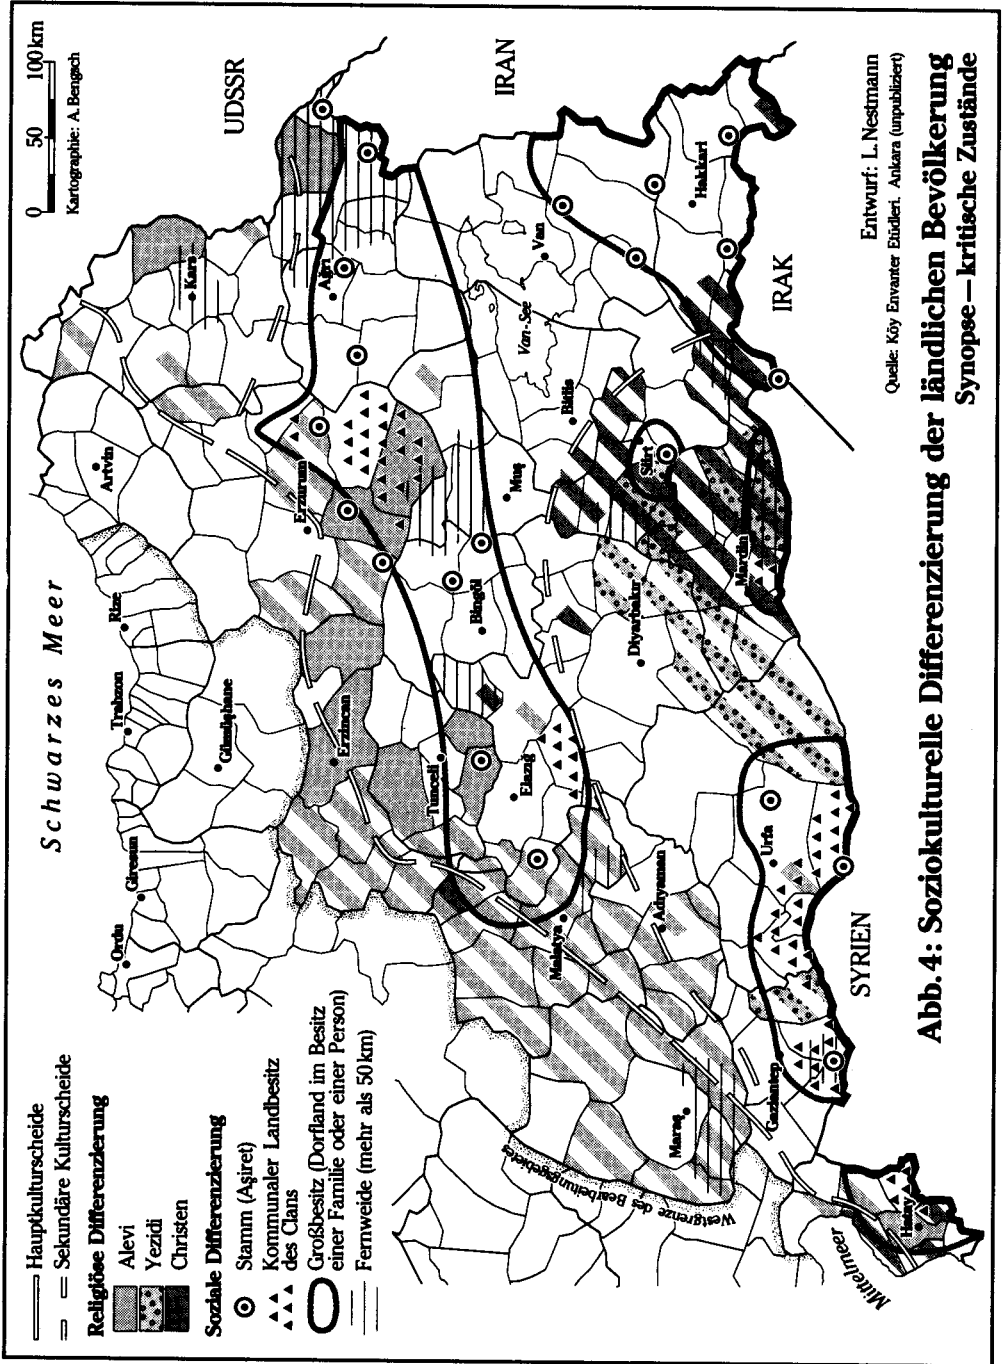 Hauptkulturscheide
Sekundäre Kulturscheide
Religiöse Differenzierung
Alevi
Yezidi
Christen
Soziale Differenzierung
Stamm (Aşiret)
Kommunaler Landbesitz
des Clans
Großbesitz (Dorfland im Besitz
einer Familie oder einer Person)
Fernweide (mehr als 50 km)
Schwarzes Meer
UDSSR
0 50 100 km
Kartographie: A. Bengsch
IRAN
IRAK
SYRIEN
Mittelmeer
Westgrenze des Bearbeitungsgebietes
Ordu
Giresun
Trabzon
Rize
Artvin
Gümüşhane
Kars
Erzincan
Erzurum
Ağrı
Tunceli
Bingöl
Muş
Van-See
Van
Elazığ
Bitlis
Malatya
Diyarbakır
Siirt
Hakkari
Adıyaman
Mardin
Maraş
Urfa
Gaziantep
Hatay
Entwurf: L. Nestmann
Quelle: Köy Envanter Etüdleri. Ankara (unpubliziert)
Abb. 4: Soziokulturelle Differenzierung der ländlichen Bevölkerung
Synopse — kritische Zustände